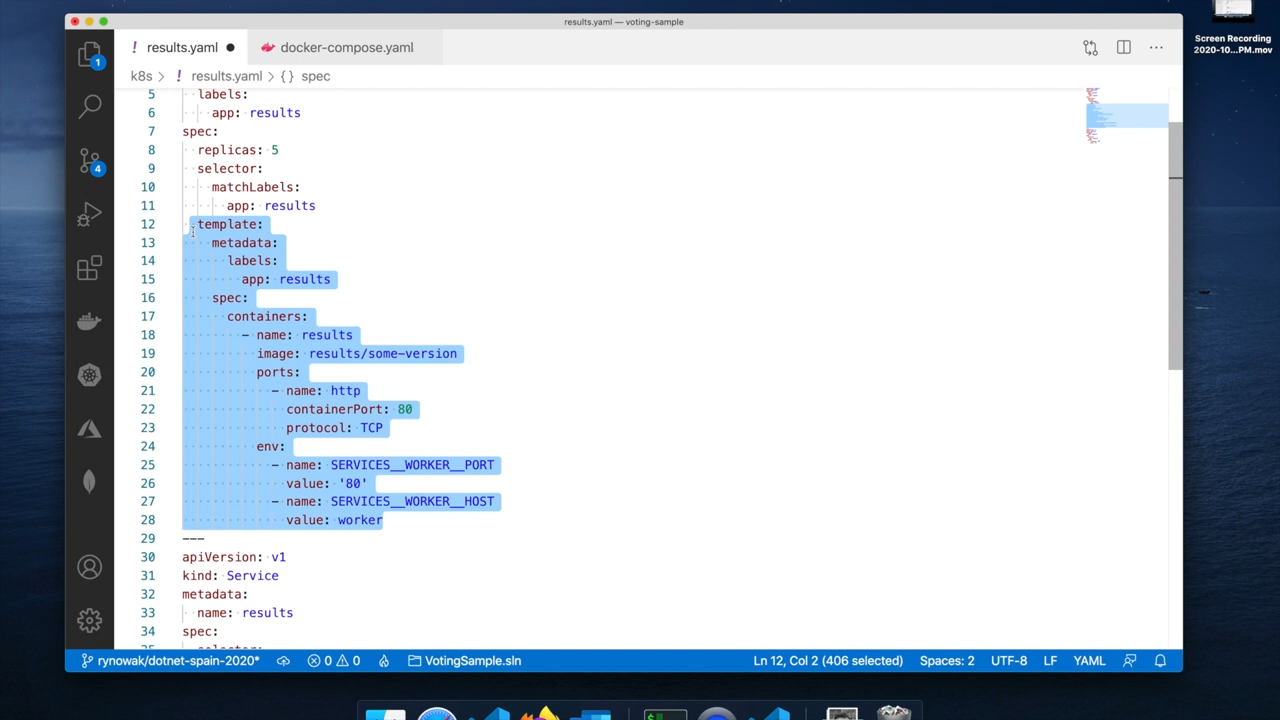 results.yaml — voting-sample
Screen Recording
2020-10...PM.mov
! results.yaml ●
docker-compose.yaml
k8s > ! results.yaml > {} spec
5 labels:
6 app: results
7 spec:
8 replicas: 5
9 selector:
10 matchLabels:
11 app: results
12 template:
13 metadata:
14 labels:
15 app: results
16 spec:
17 containers:
18 - name: results
19 image: results/some-version
20 ports:
21 - name: http
22 containerPort: 80
23 protocol: TCP
24 env:
25 - name: SERVICES__WORKER__PORT
26 value: '80'
27 - name: SERVICES__WORKER__HOST
28 value: worker
29 ---
30 apiVersion: v1
31 kind: Service
32 metadata:
33 name: results
34 spec:
1
4
rynowak/dotnet-spain-2020* 0 0 VotingSample.sln Ln 12, Col 2 (406 selected) Spaces: 2 UTF-8 LF YAML